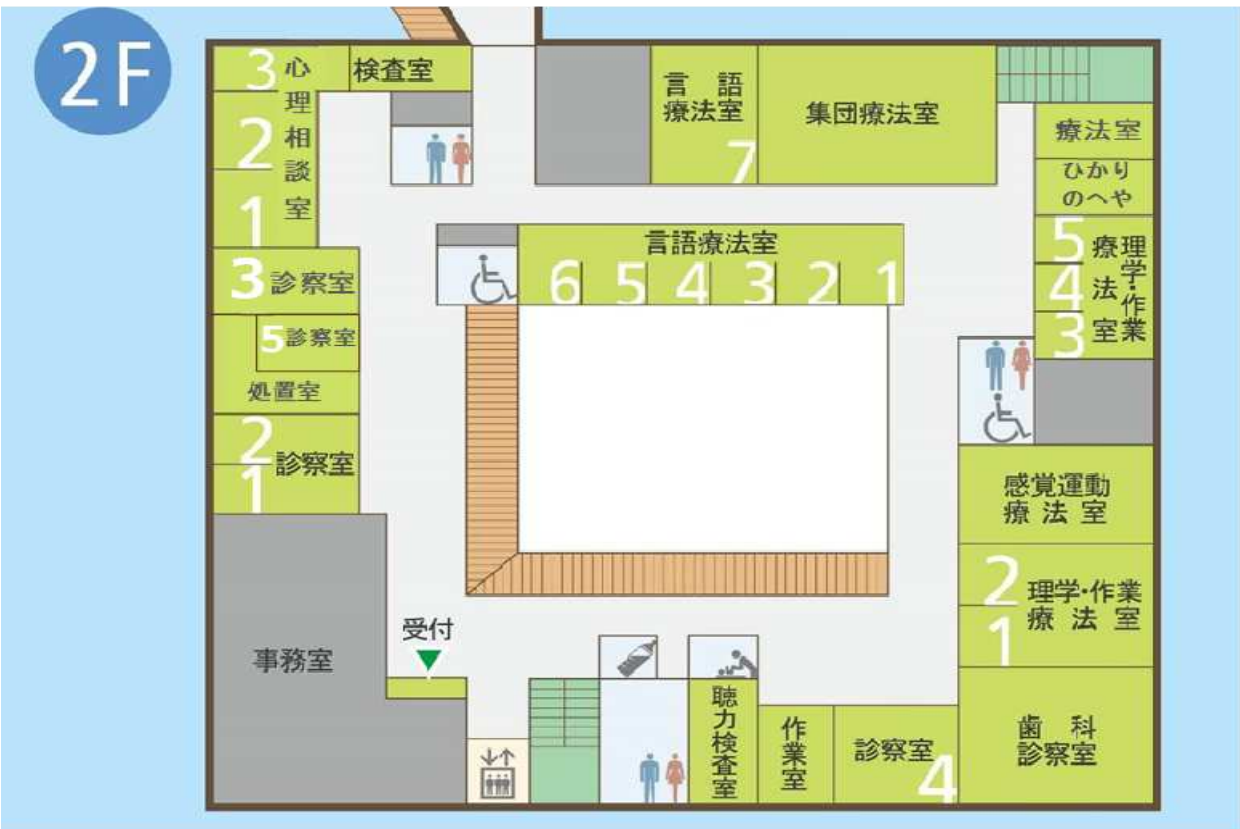 2F
3
心理相談室
検査室
2
1
言語
療法室
7
集団療法室
療法室
ひかり
のへや
5
4
3
理学・作業
療法室
言語療法室
6 5 4 3 2 1
3 診察室
5 診察室
処置室
2
1
診察室
感覚運動
療法室
2
1
理学・作業
療法室
事務室
受付
聴力検査室
作業室
診察室
4
歯科
診察室